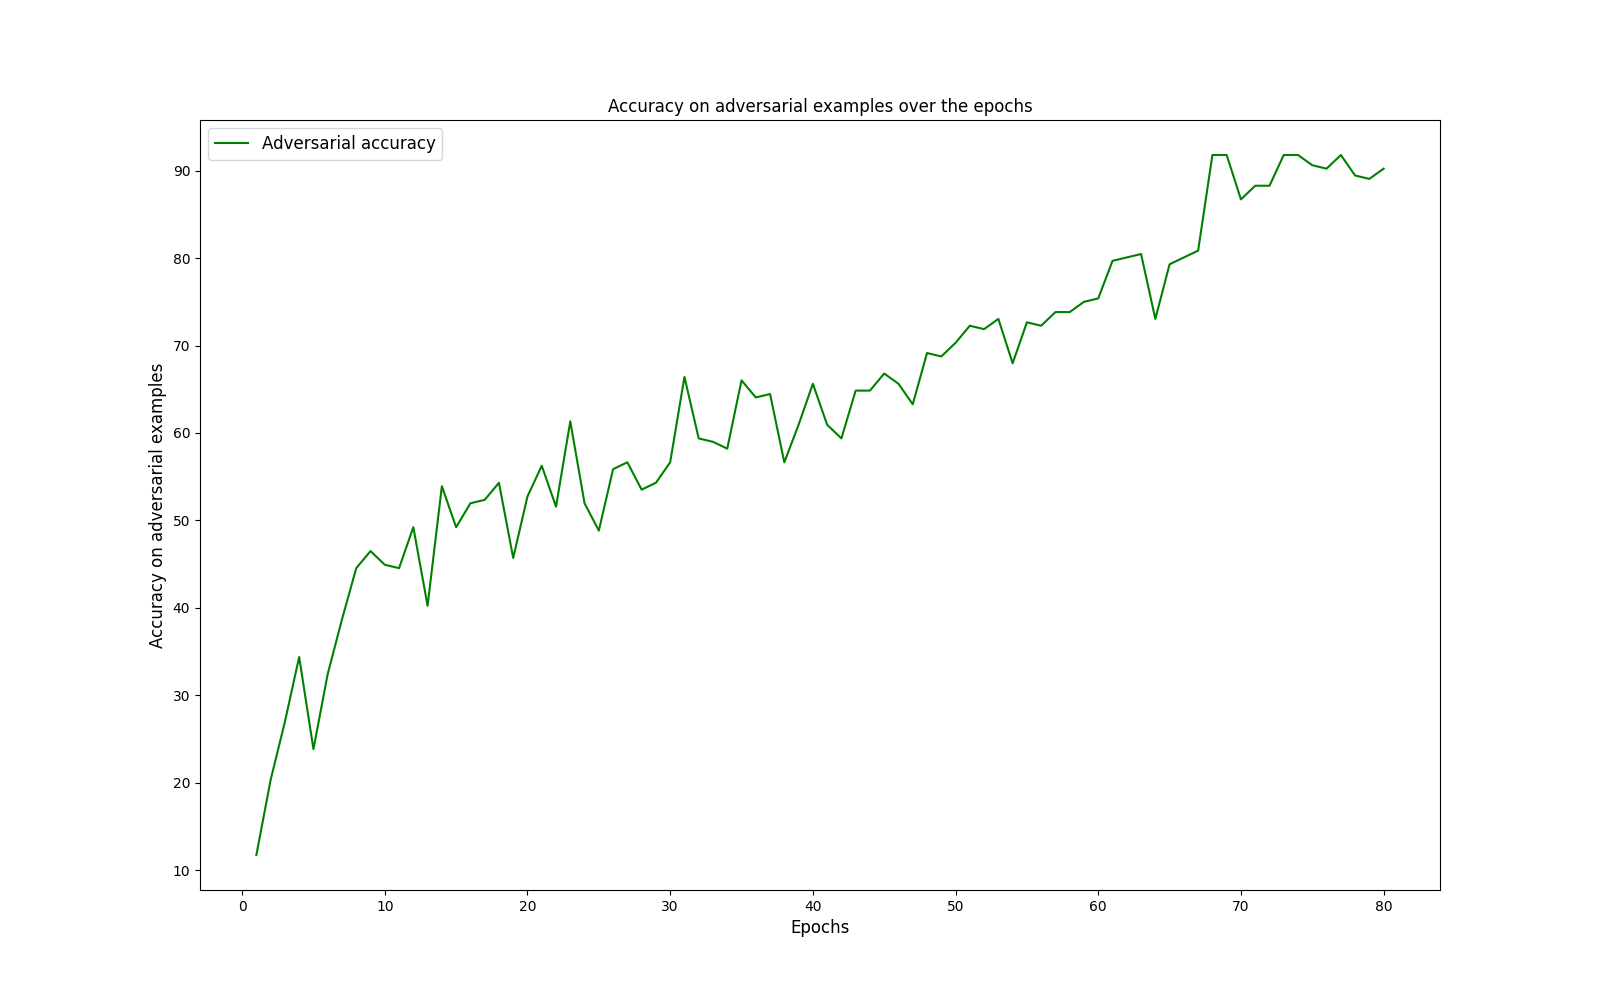 Accuracy on adversarial examples over the epochs
Adversarial accuracy
Accuracy on adversarial examples
90
80
70
60
50
40
30
20
10
0 10 20 30 40 50 60 70 80
Epochs